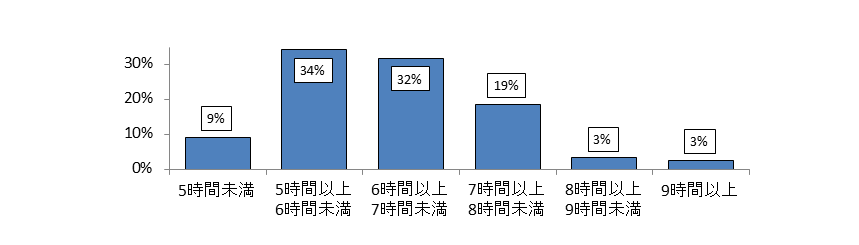 30%
20%
10%
0%
9%
34%
32%
19%
3%
3%
5時間未満
5時間以上
6時間未満
6時間以上
7時間未満
7時間以上
8時間未満
8時間以上
9時間未満
9時間以上